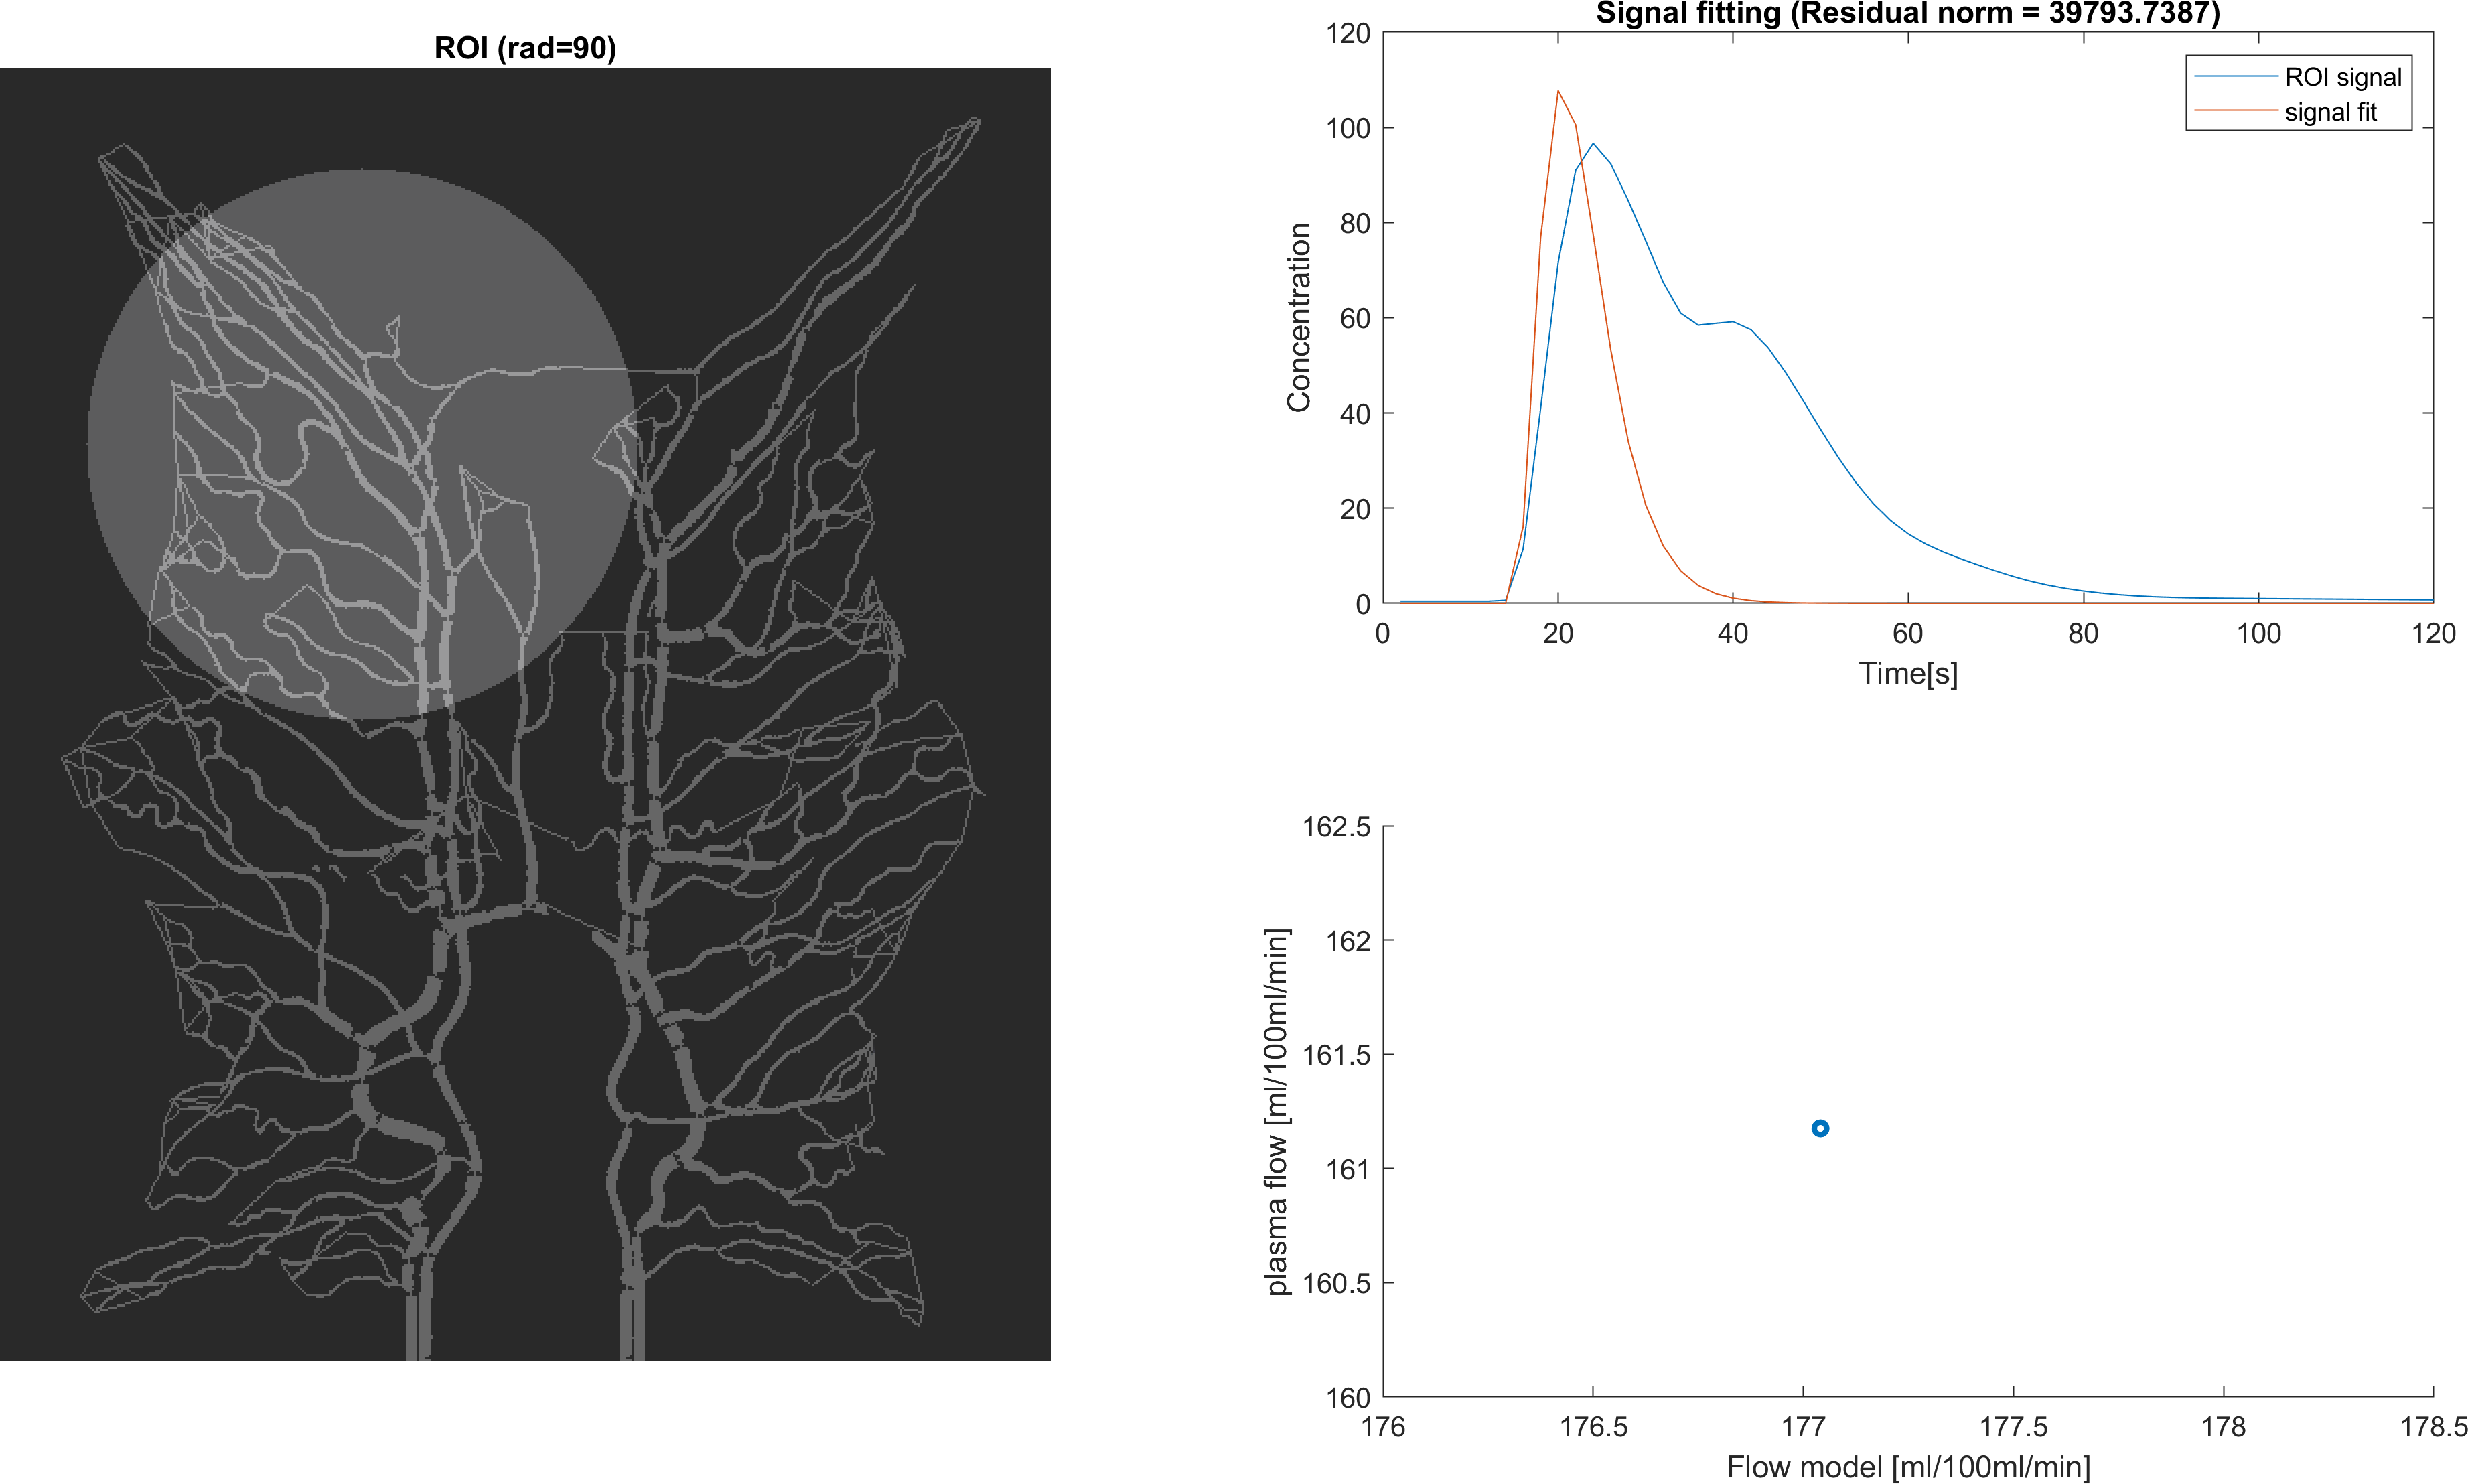 ROI (rad=90)
Signal fitting (Residual norm = 39793.7387)
120
100
80
60
40
20
0
Concentration
ROI signal
signal fit
0 20 40 60 80 100 120
Time[s]
162.5
162
161.5
161
160.5
160
plasma flow [ml/100ml/min]
176 176.5 177 177.5 178 178.5
Flow model [ml/100ml/min]